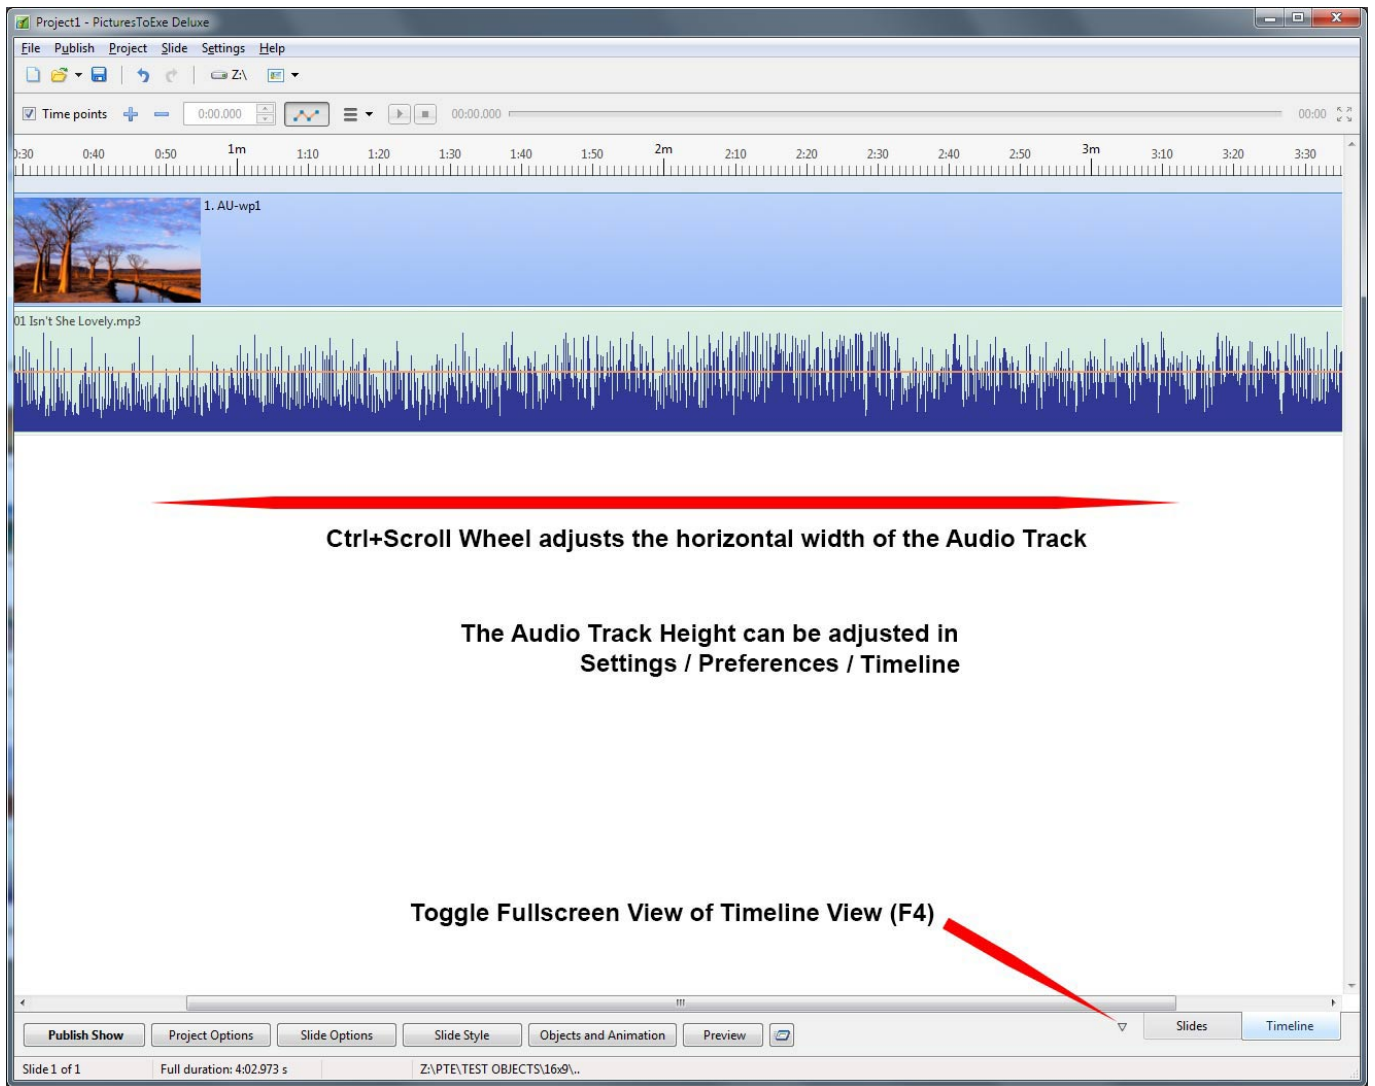 Project1 - PicturesToExe Deluxe
File Publish Project Slide Settings Help
Z:\
Time points 0:00.000 00:00.000 00:00
0:30 0:40 0:50 1m 1:10 1:20 1:30 1:40 1:50 2m 2:10 2:20 2:30 2:40 2:50 3m 3:10 3:20 3:30
1. AU-wp1
01 Isn't She Lovely.mp3
Ctrl+Scroll Wheel adjusts the horizontal width of the Audio Track
The Audio Track Height can be adjusted in
Settings / Preferences / Timeline
Toggle Fullscreen View of Timeline View (F4)
Publish Show Project Options Slide Options Slide Style Objects and Animation Preview Slides Timeline
Slide 1 of 1 Full duration: 4:02.973 s Z:\PTE\TEST OBJECTS\16x9\..